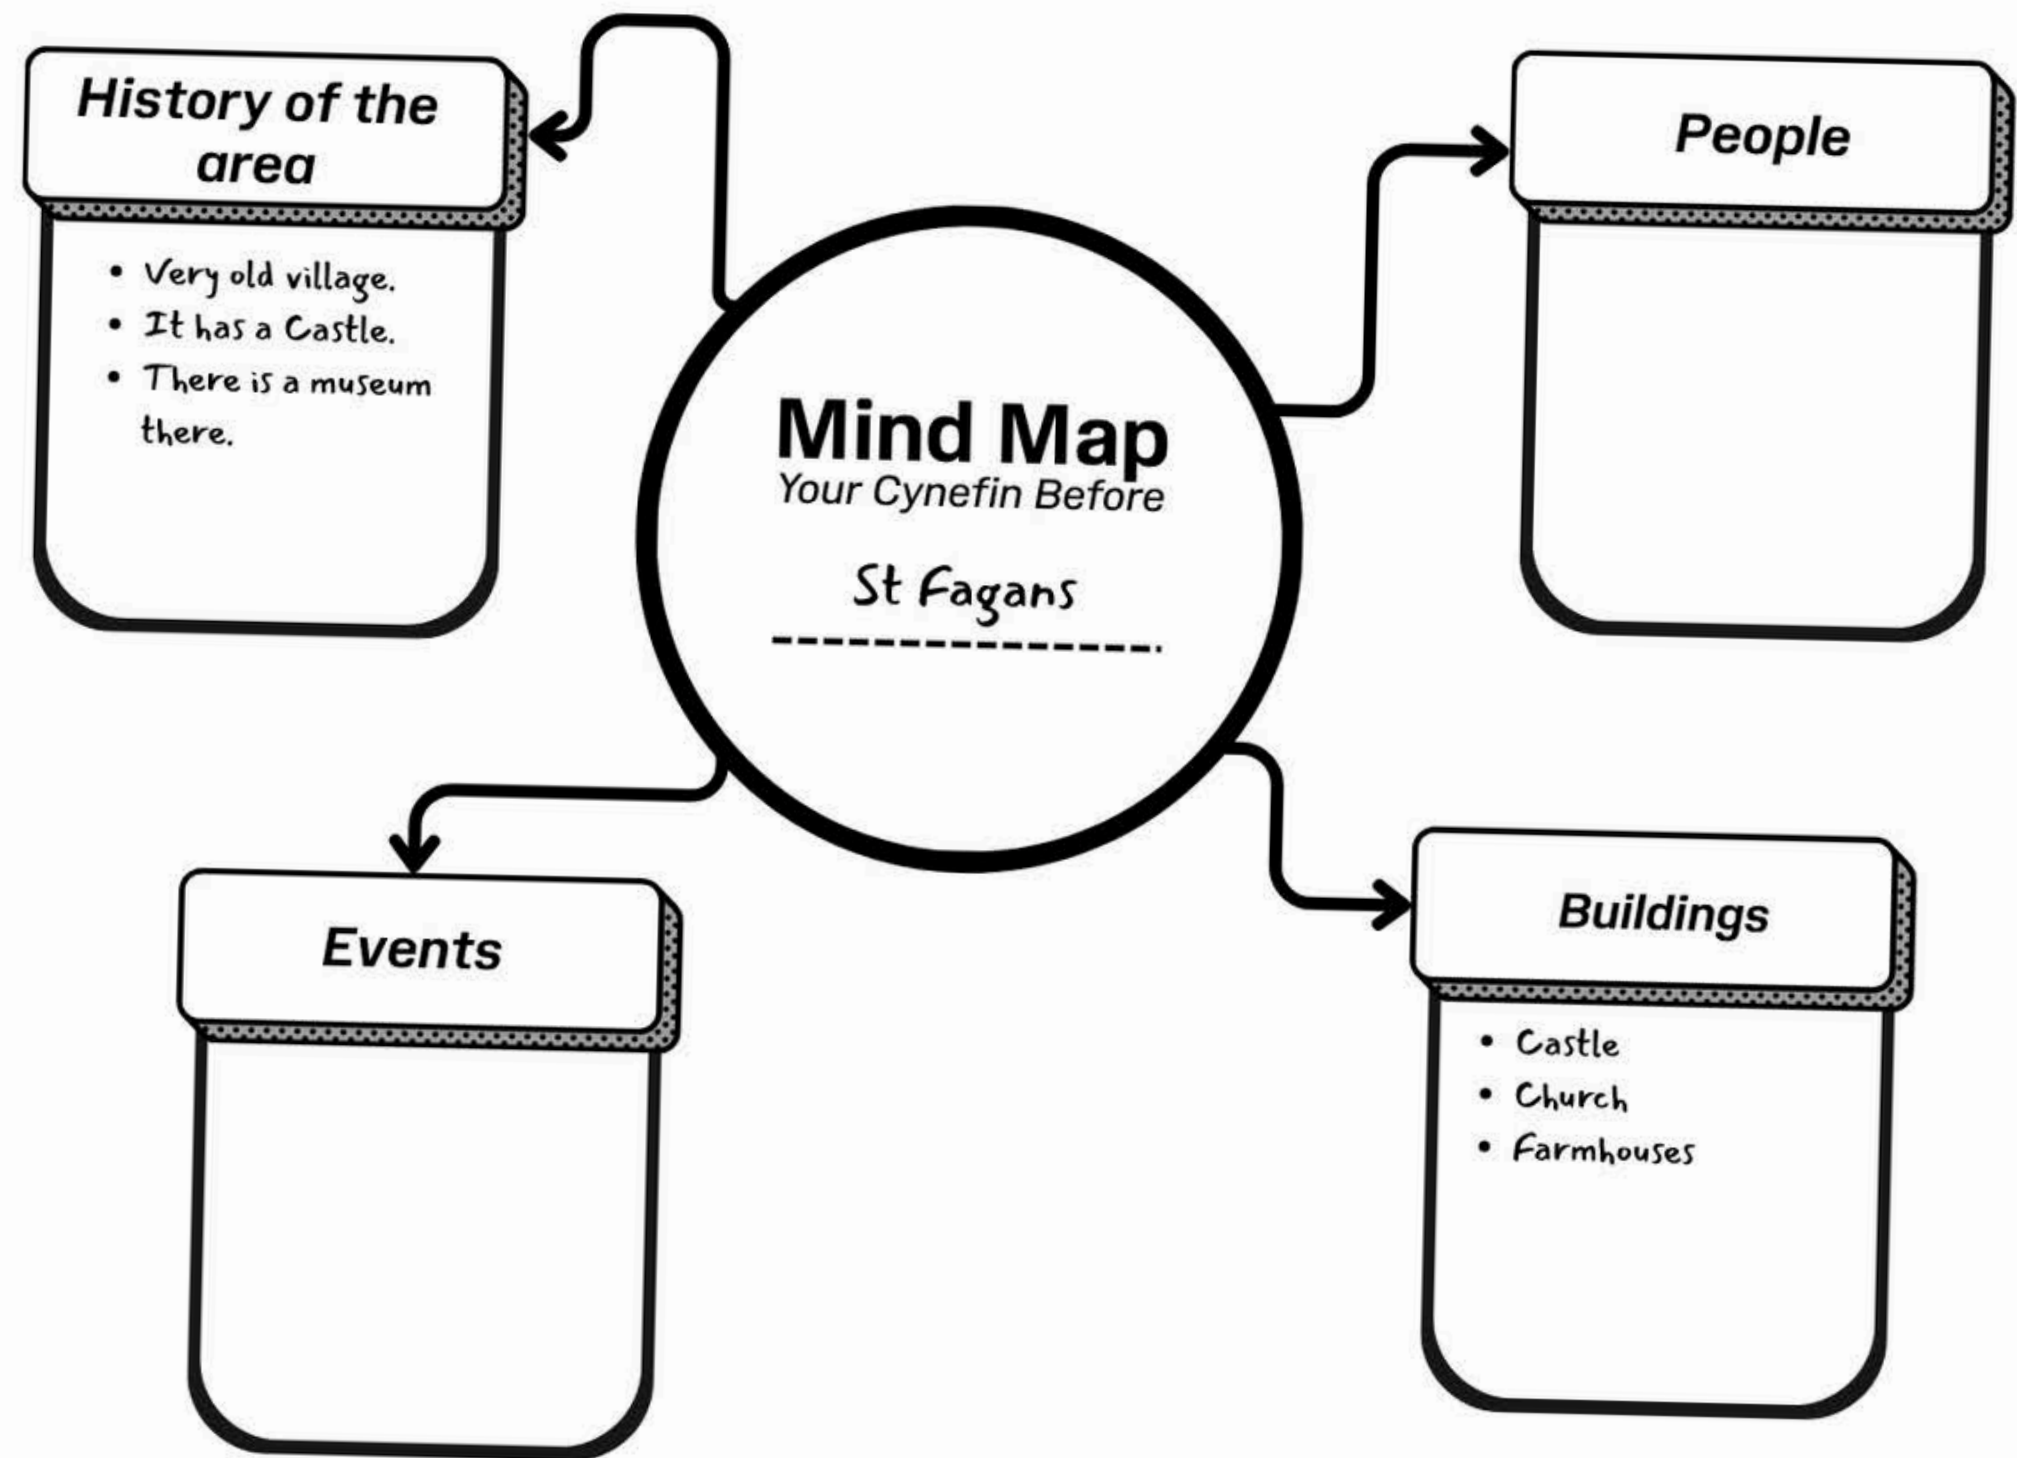 History of the
area
• Very old village.
• It has a Castle.
• There is a museum
there.
People
Mind Map
Your Cynefin Before
St Fagans
Events
Buildings
• Castle
• Church
• Farmhouses